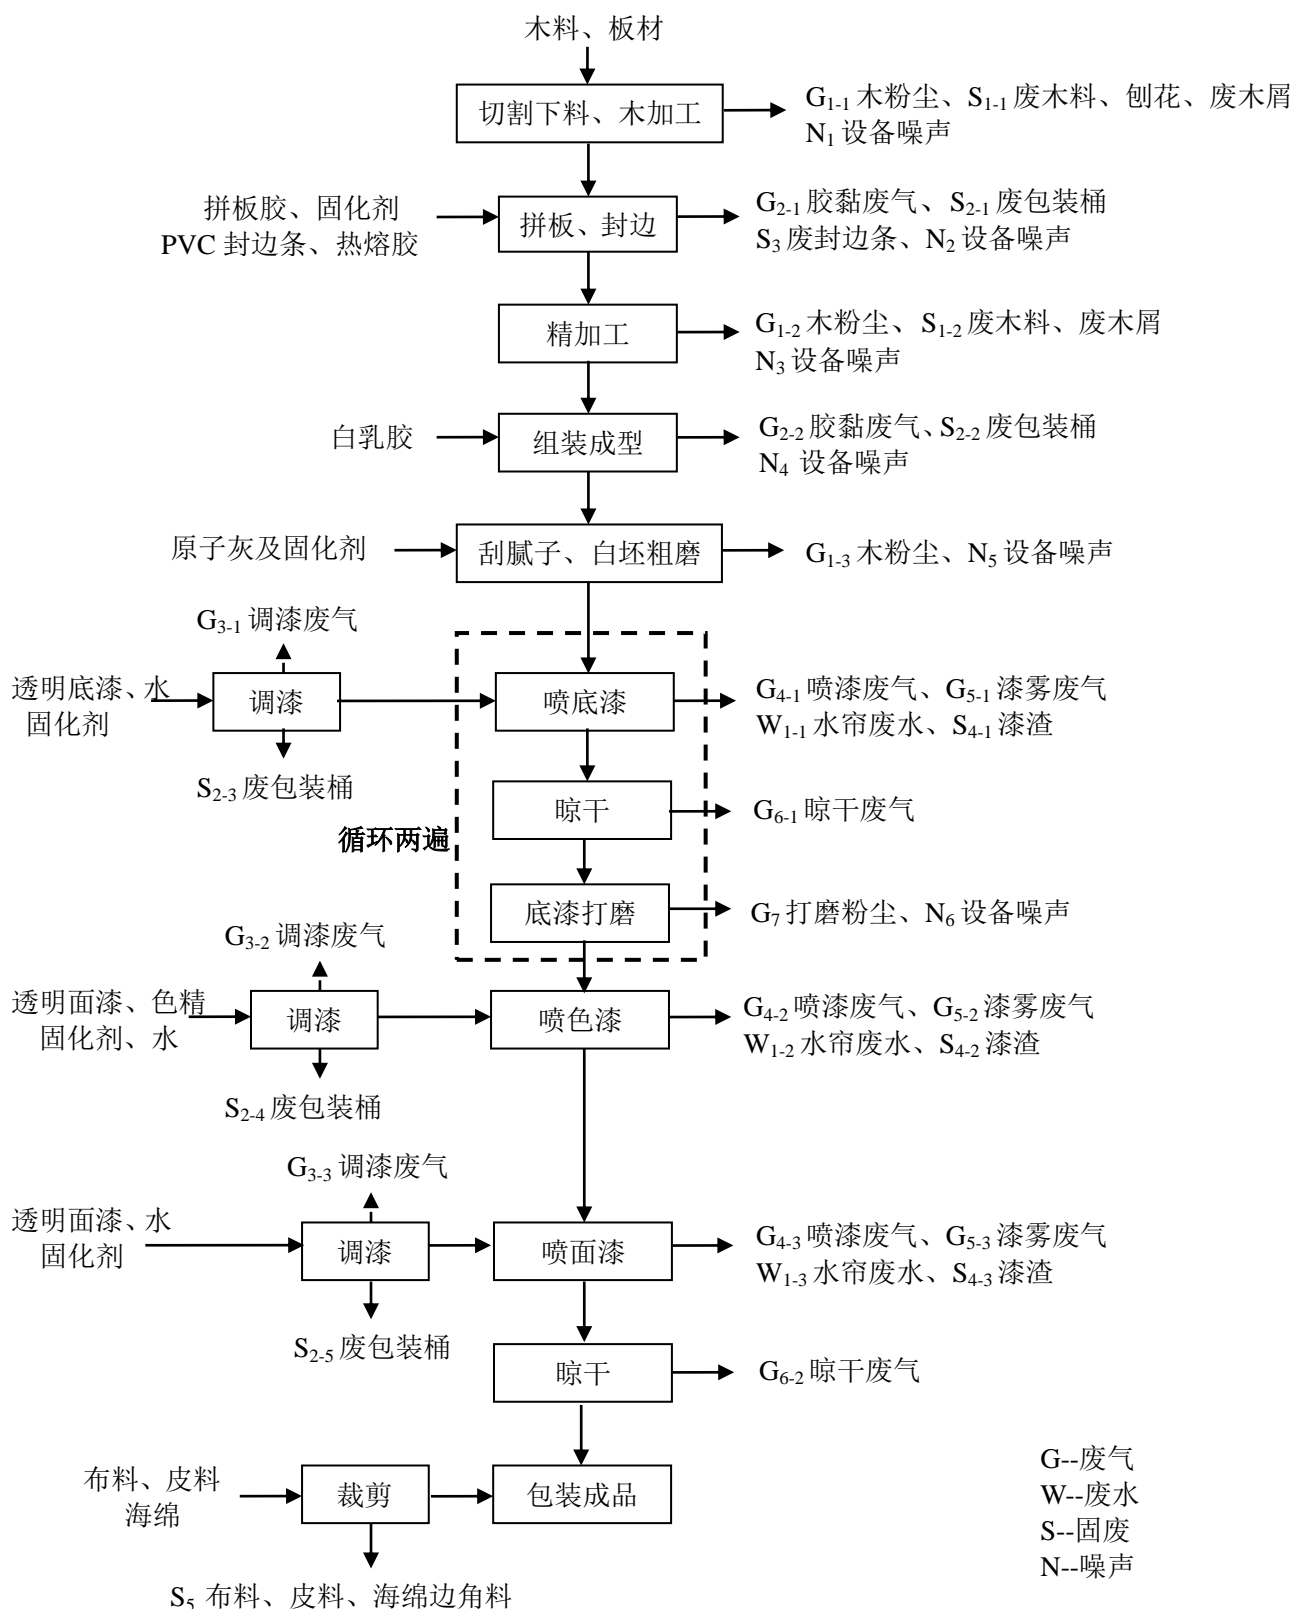 木料、板材
切割下料、木加工
G1-1 木粉尘、S1-1 废木料、刨花、废木屑
N1 设备噪声
拼板胶、固化剂
PVC 封边条、热熔胶
拼板、封边
G2-1 胶黏废气、S2-1 废包装桶
S3 废封边条、N2 设备噪声
精加工
G1-2 木粉尘、S1-2 废木料、废木屑
N3 设备噪声
白乳胶
组装成型
G2-2 胶黏废气、S2-2 废包装桶
N4 设备噪声
原子灰及固化剂
刮腻子、白坯粗磨
G1-3 木粉尘、N5 设备噪声
G3-1 调漆废气
透明底漆、水
固化剂
调漆
喷底漆
G4-1 喷漆废气、G5-1 漆雾废气
W1-1 水帘废水、S4-1 漆渣
S2-3 废包装桶
晾干
G6-1 晾干废气
循环两遍
底漆打磨
G7 打磨粉尘、N6 设备噪声
G3-2 调漆废气
透明面漆、色精
固化剂、水
调漆
喷色漆
G4-2 喷漆废气、G5-2 漆雾废气
W1-2 水帘废水、S4-2 漆渣
S2-4 废包装桶
G3-3 调漆废气
透明面漆、水
固化剂
调漆
喷面漆
G4-3 喷漆废气、G5-3 漆雾废气
W1-3 水帘废水、S4-3 漆渣
S2-5 废包装桶
晾干
G6-2 晾干废气
布料、皮料
海绵
裁剪
包装成品
S5 布料、皮料、海绵边角料
G--废气
W--废水
S--固废
N--噪声